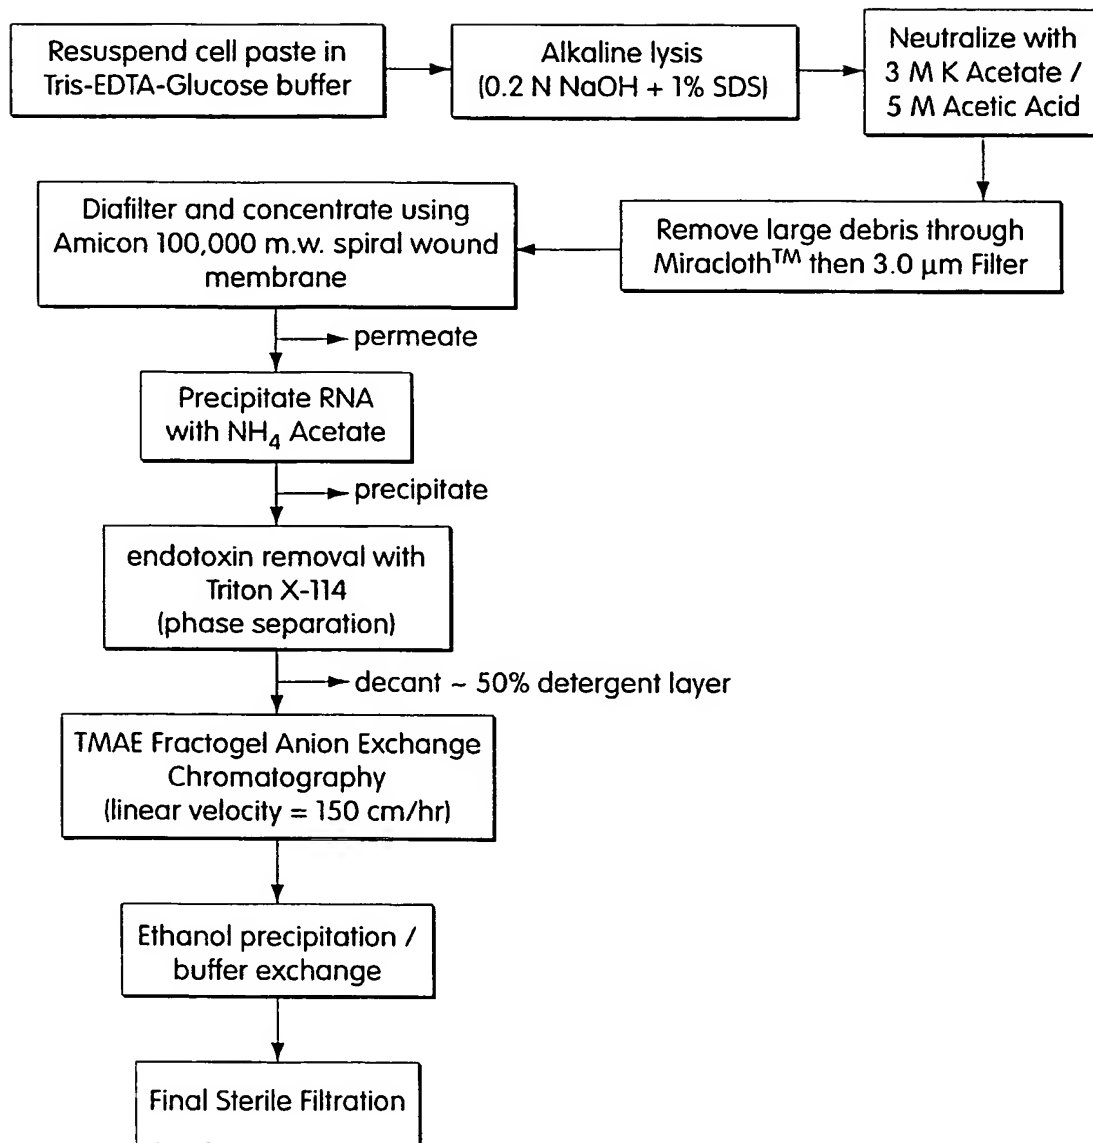 Resuspend cell paste in
Tris-EDTA-Glucose buffer
Alkaline lysis
(0.2 N NaOH + 1% SDS)
Neutralize with
3 M K Acetate /
5 M Acetic Acid
Remove large debris through
Miracloth™ then 3.0 μm Filter
Diafilter and concentrate using
Amicon 100,000 m.w. spiral wound
membrane
permeate
Precipitate RNA
with NH4 Acetate
precipitate
endotoxin removal with
Triton X-114
(phase separation)
decant ~ 50% detergent layer
TMAE Fractogel Anion Exchange
Chromatography
(linear velocity = 150 cm/hr)
Ethanol precipitation /
buffer exchange
Final Sterile Filtration